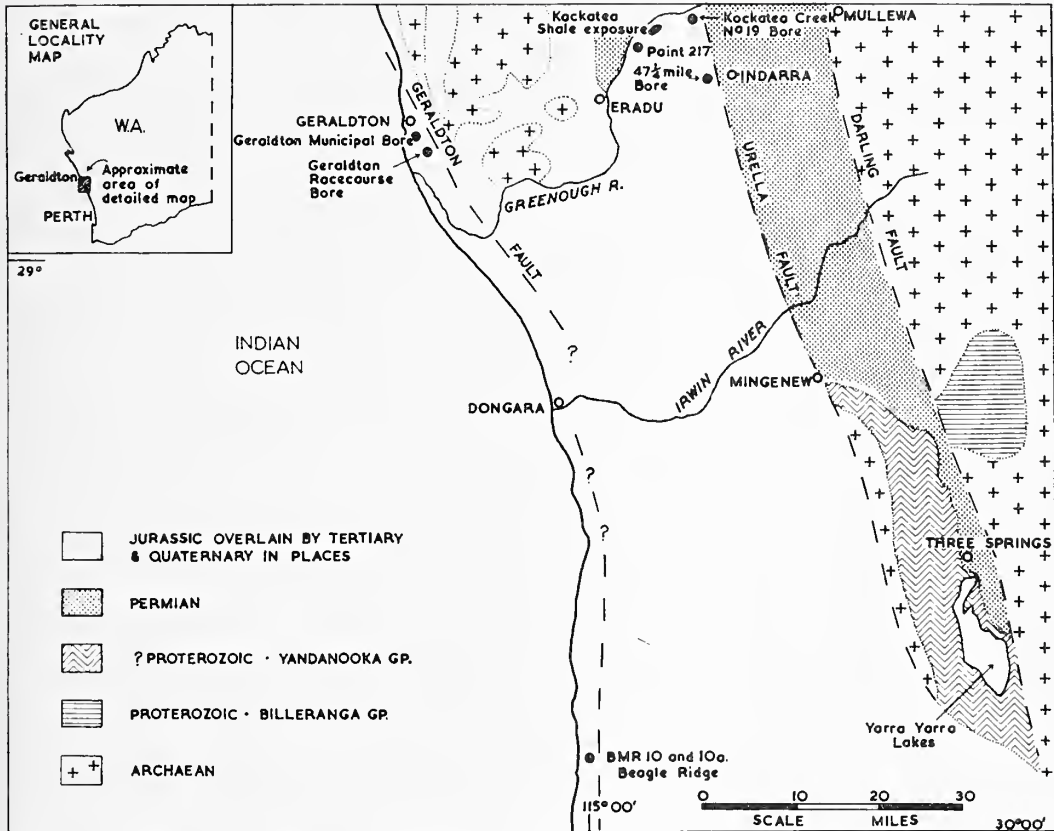 GENERAL
LOCALITY
MAP
W.A.
Geraldton
Approximate
area of
detailed map
PERTH
29°
Kockatea
Shale exposure
Kockatea Creek
Nº 19 Bore
MULLEWA
Point 217
47¼ mile
Bore
INDARRA
ERADU
GERALDTON
Geraldton Municipal Bore
Geraldtan
Racecourse
Bore
GERALDTON
FAULT
GREENOUGH R.
URELLA
FAULT
DARLING
FAULT
INDIAN
OCEAN
?
DONGARA
IRWIN RIVER
MINGENEW
?
?
THREE SPRINGS
Yarra Yarra
Lakes
JURASSIC OVERLAIN BY TERTIARY
& QUATERNARY IN PLACES
PERMIAN
? PROTEROZOIC · YANDANOOKA GP.
PROTEROZOIC · BILLERANGA GP.
ARCHAEAN
BMR 10 and 10a.
Beagle Ridge
115°00'
0 10 20 30
SCALE MILES
30°00'